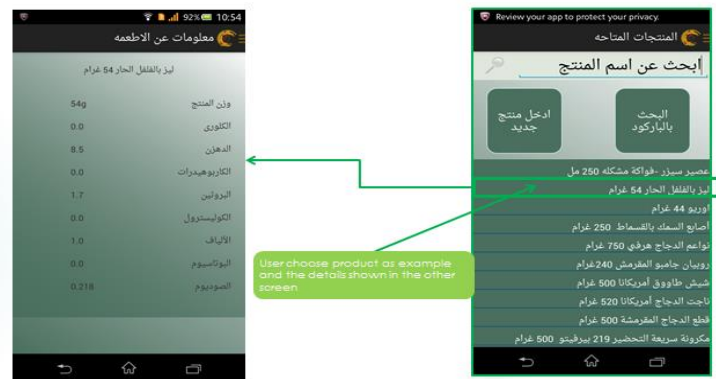 10:54 92%
معلومات عن الاطعمه
ليز بالفلفل الحار 54 غرام
وزن المنتج 54g
الكلوري 0.0
الدهزن 8.5
الكاربوهيدرات 0.0
البروتين 1.7
الكوليسترول 0.0
الألياف 1.0
البوتاسيوم 0.0
الصوديوم 0.218
User choose product as example
and the details shown in the other
screen
Review your app to protect your privacy.
المنتجات المتاحه
ابحث عن اسم المنتج
البحث
بالباركود
ادخل منتج
جديد
عصير سيزر -فواكة مشكله 250 مل
ليز بالفلفل الحار 54 غرام
اوريو 44 غرام
أصابع السمك بالقسماط 250 غرام
نواعم الدجاج هرفي 750 غرام
روبيان جامبو المقرمش 240غرام
شيش طاووق أمريكانا 500 غرام
ناجت الدجاج أمريكانا 520 غرام
قطع الدجاج المقرمشة 500 غرام
مكرونة سريعة التحضير 219 بيرفيتو 500 غرام